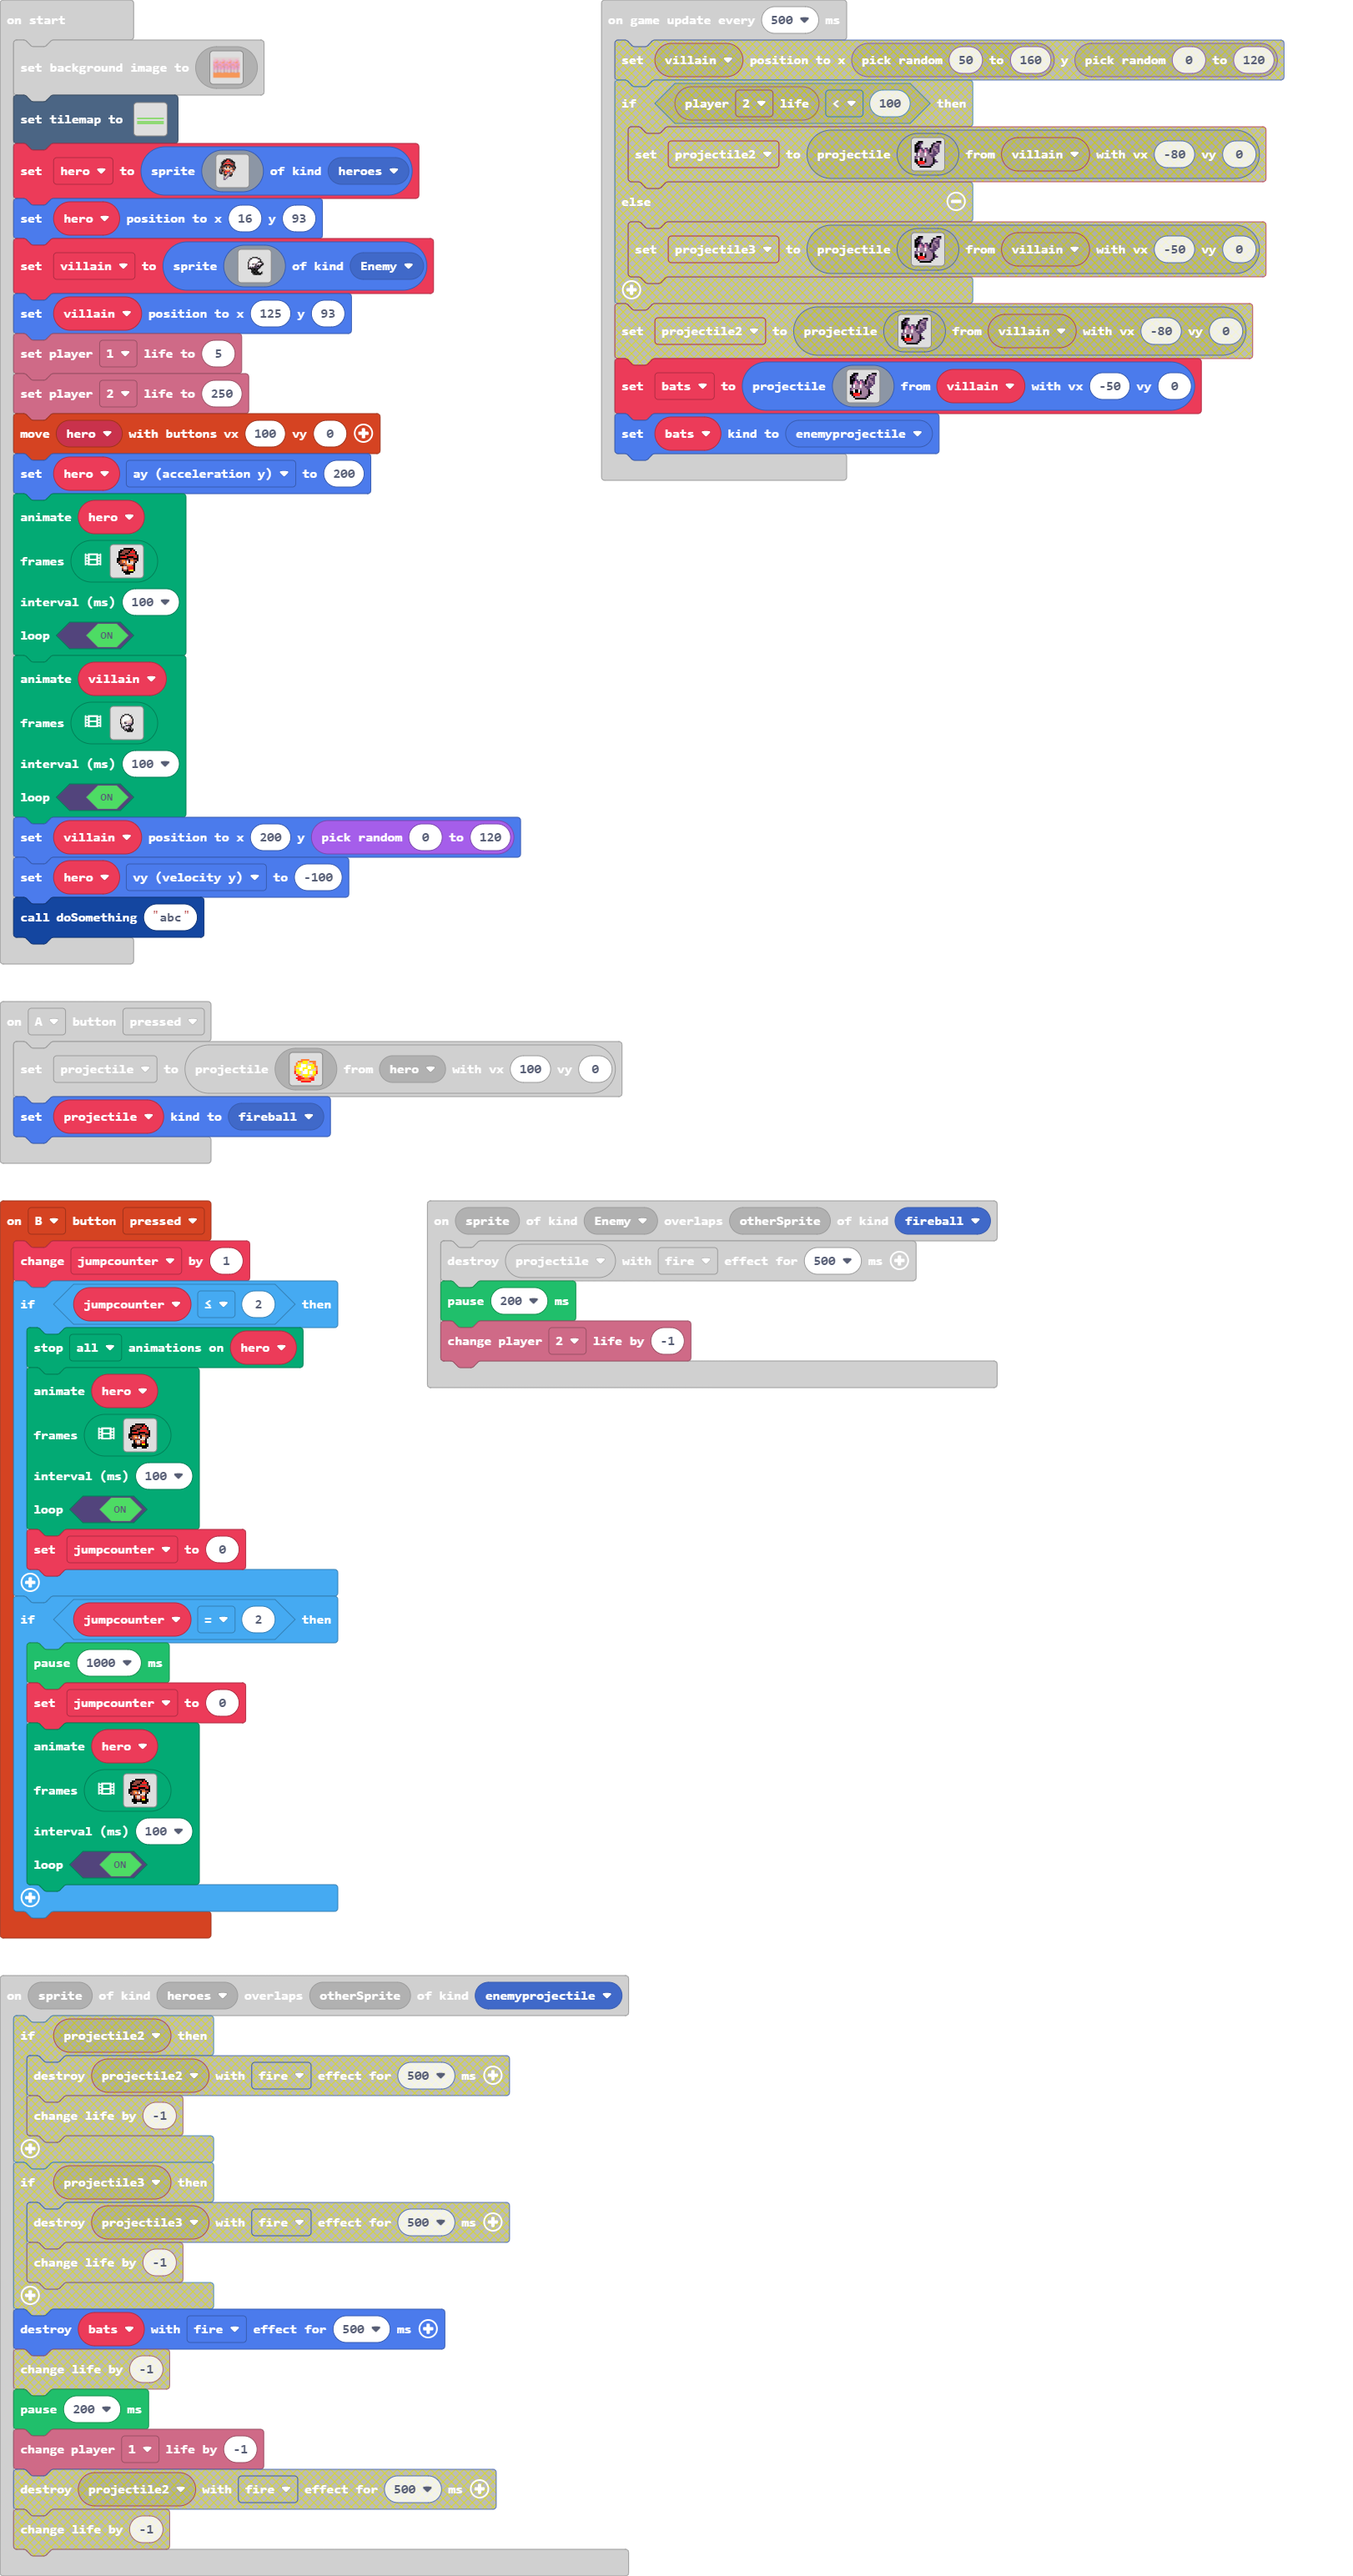 on start
set background image to
set tilemap to
set hero to sprite of kind heroes
set hero position to x 16 y 93
set villain to sprite of kind Enemy
set villain position to x 125 y 93
set player 1 life to 5
set player 2 life to 250
move hero with buttons vx 100 vy 0
set hero ay (acceleration y) to 200
animate hero
frames
interval (ms) 100
loop ON
animate villain
frames
interval (ms) 100
loop ON
set villain position to x 200 y pick random 0 to 120
set hero vy (velocity y) to -100
call doSomething "abc"
on game update every 500 ms
set villain position to x pick random 50 to 160 y pick random 0 to 120
if player 2 life < 100 then
set projectile2 to projectile from villain with vx -80 vy 0
else
set projectile3 to projectile from villain with vx -50 vy 0
set projectile2 to projectile from villain with vx -80 vy 0
set bats to projectile from villain with vx -50 vy 0
set bats kind to enemyprojectile
on A button pressed
set projectile to projectile from hero with vx 100 vy 0
set projectile kind to fireball
on B button pressed
change jumpcounter by 1
if jumpcounter ≤ 2 then
stop all animations on hero
animate hero
frames
interval (ms) 100
loop ON
set jumpcounter to 0
if jumpcounter = 2 then
pause 1000 ms
set jumpcounter to 0
animate hero
frames
interval (ms) 100
loop ON
on sprite of kind Enemy overlaps otherSprite of kind fireball
destroy projectile with fire effect for 500 ms
pause 200 ms
change player 2 life by -1
on sprite of kind heroes overlaps otherSprite of kind enemyprojectile
if projectile2 then
destroy projectile2 with fire effect for 500 ms
change life by -1
if projectile3 then
destroy projectile3 with fire effect for 500 ms
change life by -1
destroy bats with fire effect for 500 ms
change life by -1
pause 200 ms
change player 1 life by -1
destroy projectile2 with fire effect for 500 ms
change life by -1